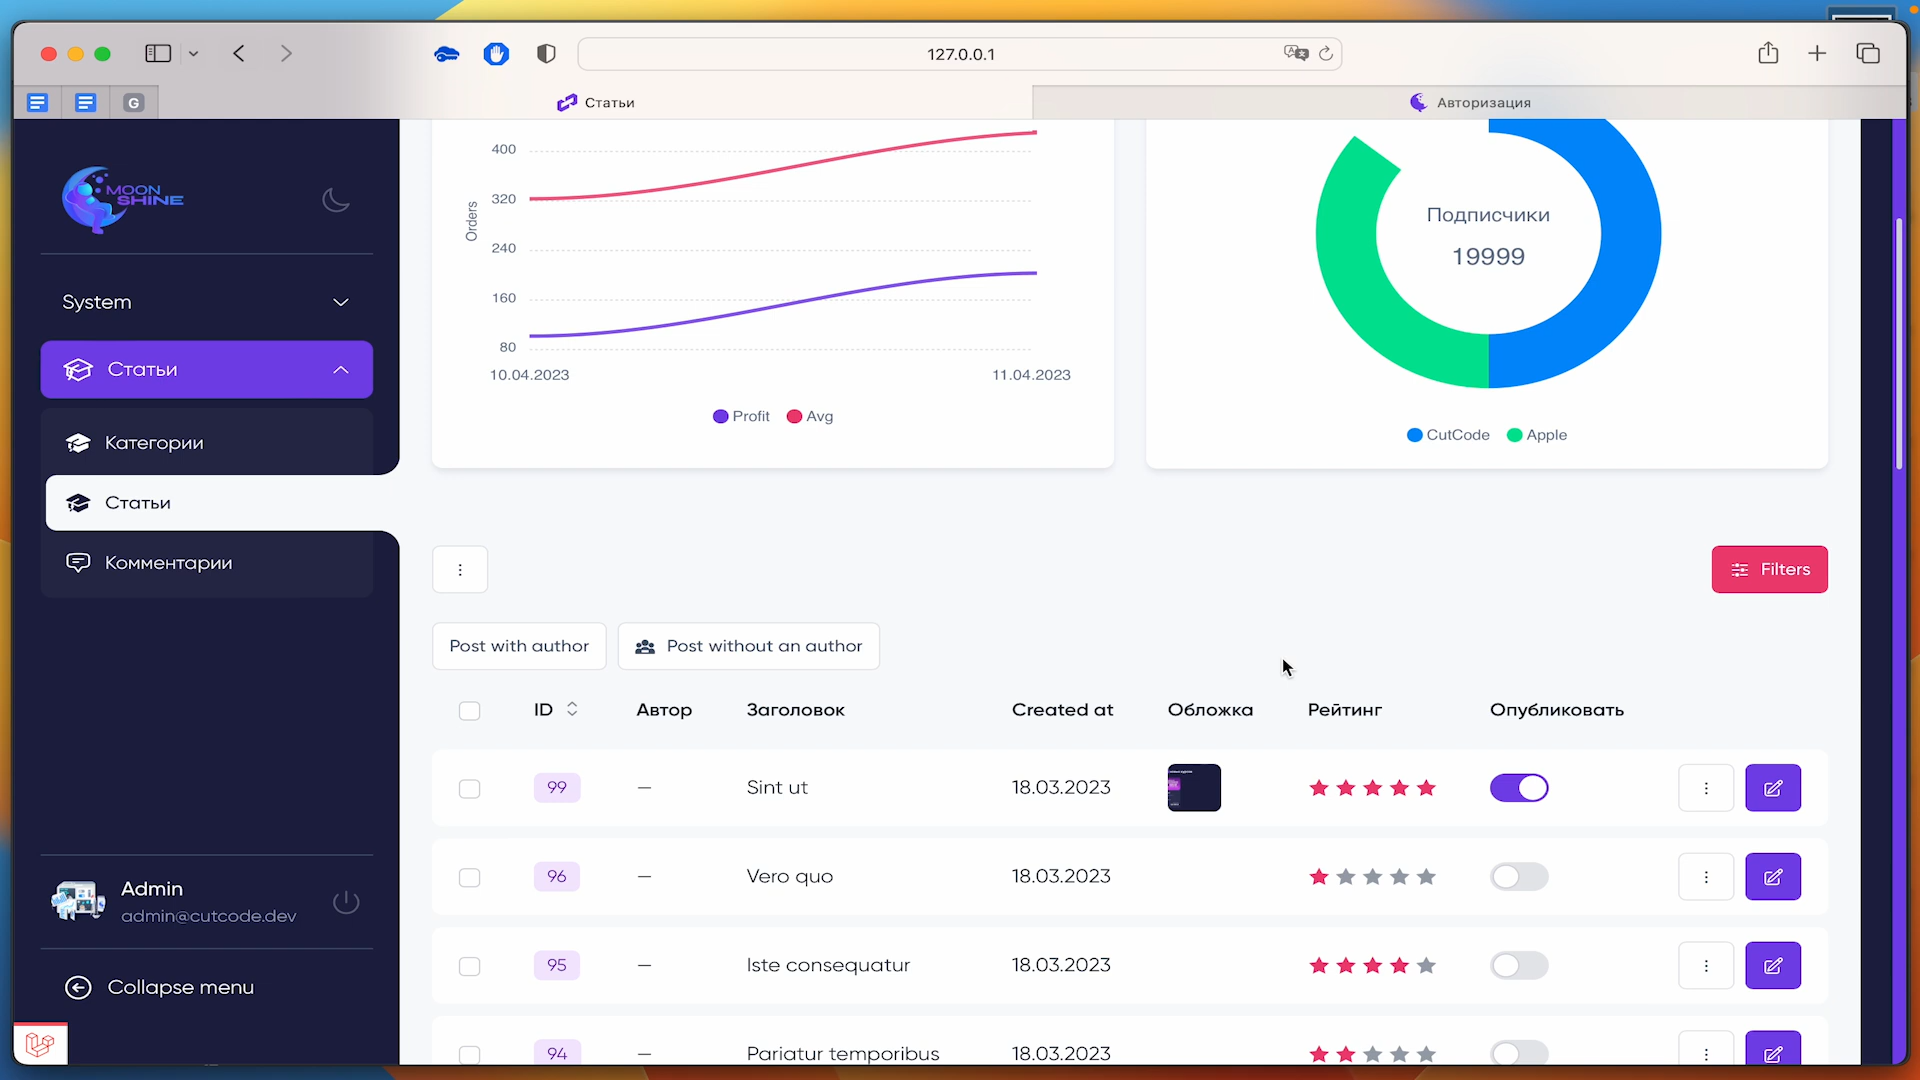 127.0.0.1
G
Статьи
Авторизация
MOON
SHINE
System
Статьи
Категории
Статьи
Комментарии
Admin
admin@cutcode.dev
Collapse menu
400
320
240
160
80
Orders
10.04.2023
11.04.2023
Profit
Avg
Подписчики
19999
CutCode
Apple
Filters
Post with author
Post without an author
ID
Автор
Заголовок
Created at
Обложка
Рейтинг
Опубликовать
99
—
Sint ut
18.03.2023
96
—
Vero quo
18.03.2023
95
—
Iste consequatur
18.03.2023
94
—
Pariatur temporibus
18.03.2023